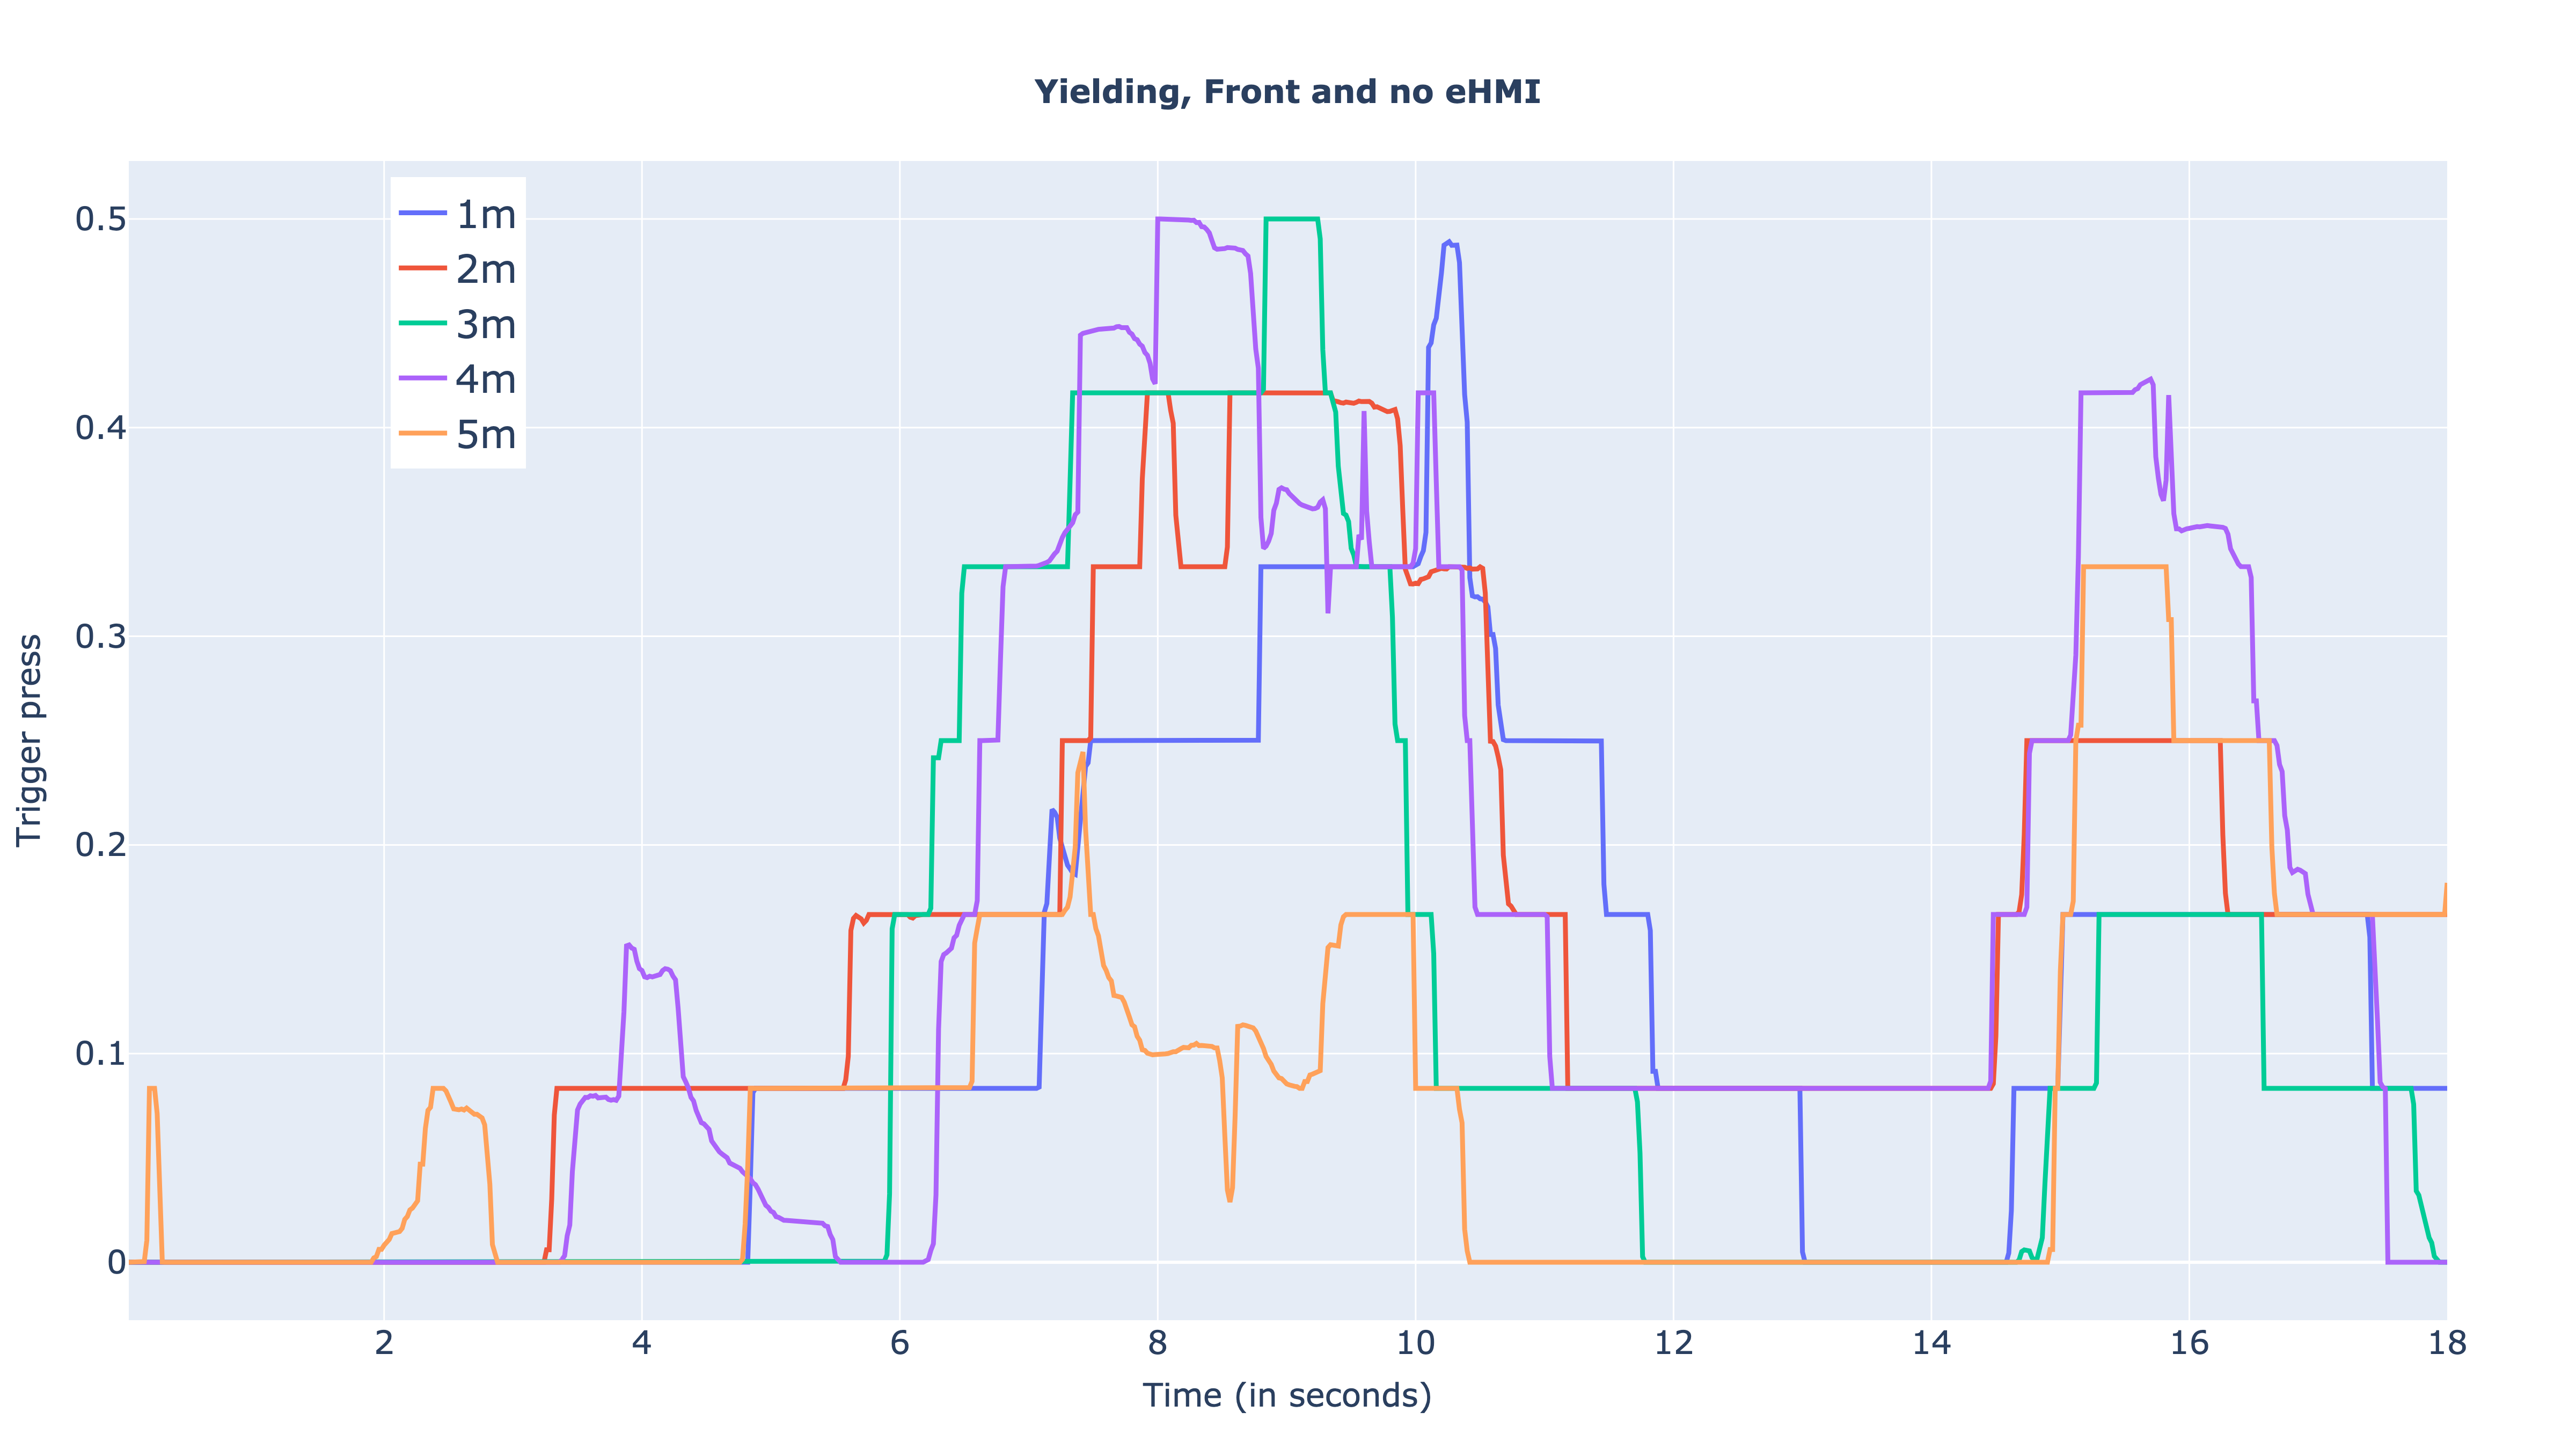 Yielding, Front and no eHMI
1m
2m
3m
4m
5m
Trigger press
0.5
0.4
0.3
0.2
0.1
0
2 4 6 8 10 12 14 16 18
Time (in seconds)